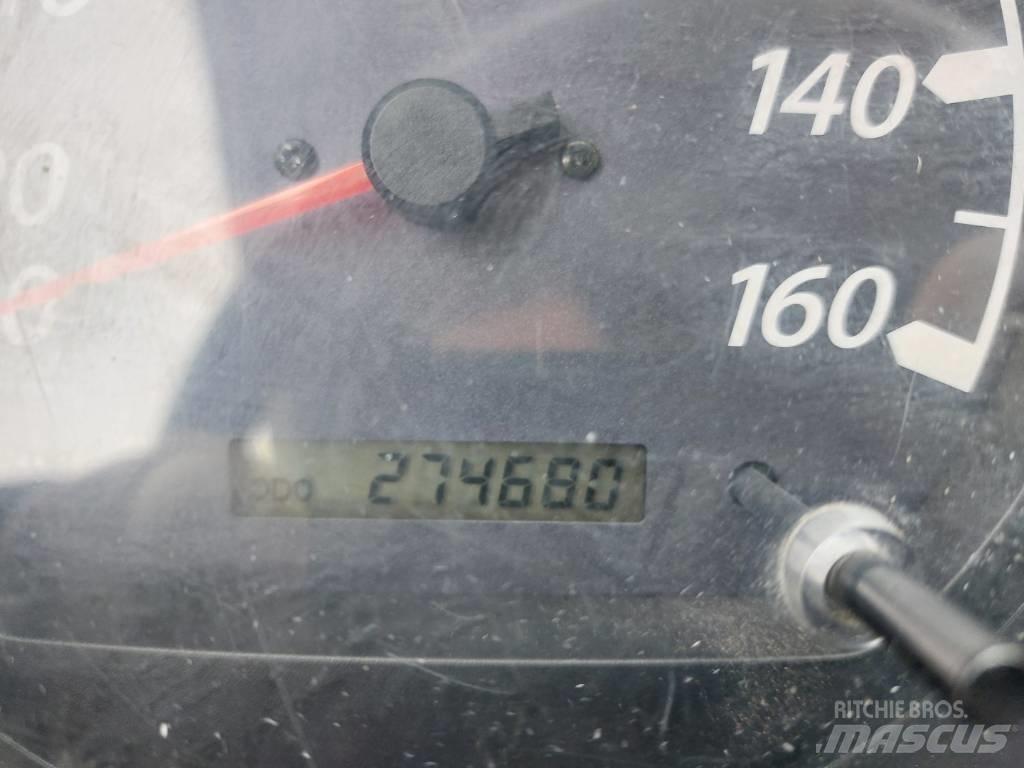 140
160
ODO 274680
RITCHIE BROS.
MASCUS